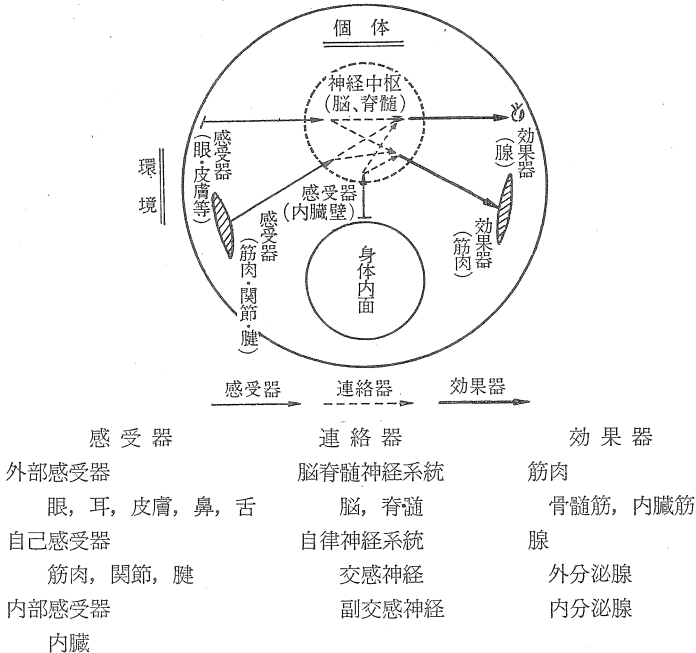 個体
神経中枢
(脳、脊髄)
環境
感受器
(眼・皮膚等)
感受器
(筋肉・関節・腱)
感受器
(内臓壁)
効果器
(腺)
効果器
(筋肉)
身体内面
感受器
連絡器
効果器
感受器 連絡器 効果器
外部感受器 脳脊髄神経系統 筋肉
眼，耳，皮膚，鼻，舌 脳，脊髄 骨髄筋，内臓筋
自己感受器 自律神経系統 腺
筋肉，関節，腱 交感神経 外分泌腺
内部感受器 副交感神経 内分泌腺
内臓